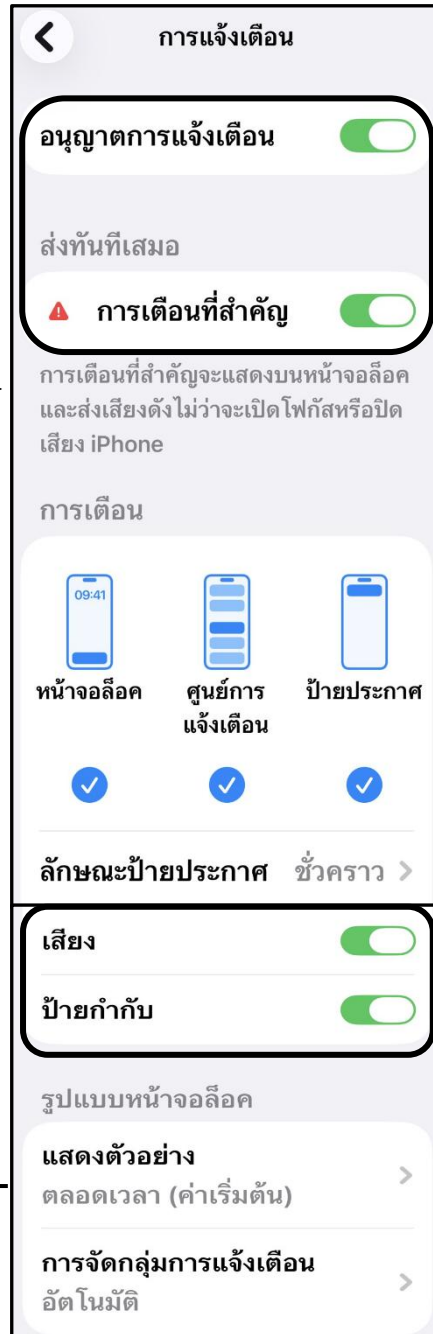 การแจ้งเตือน
อนุญาตการแจ้งเตือน
ส่งทันทีเสมอ
การเตือนที่สำคัญ
การเตือนที่สำคัญจะแสดงบนหน้าจอล็อค
และส่งเสียงดังไม่ว่าจะเปิดโฟกัสหรือปิด
เสียง iPhone
การเตือน
09:41
หน้าจอล็อค ศูนย์การ ป้ายประกาศ
แจ้งเตือน
ลักษณะป้ายประกาศ ชั่วคราว
เสียง
ป้ายกำกับ
รูปแบบหน้าจอล็อค
แสดงตัวอย่าง
ตลอดเวลา (ค่าเริ่มต้น)
การจัดกลุ่มการแจ้งเตือน
อัตโนมัติ